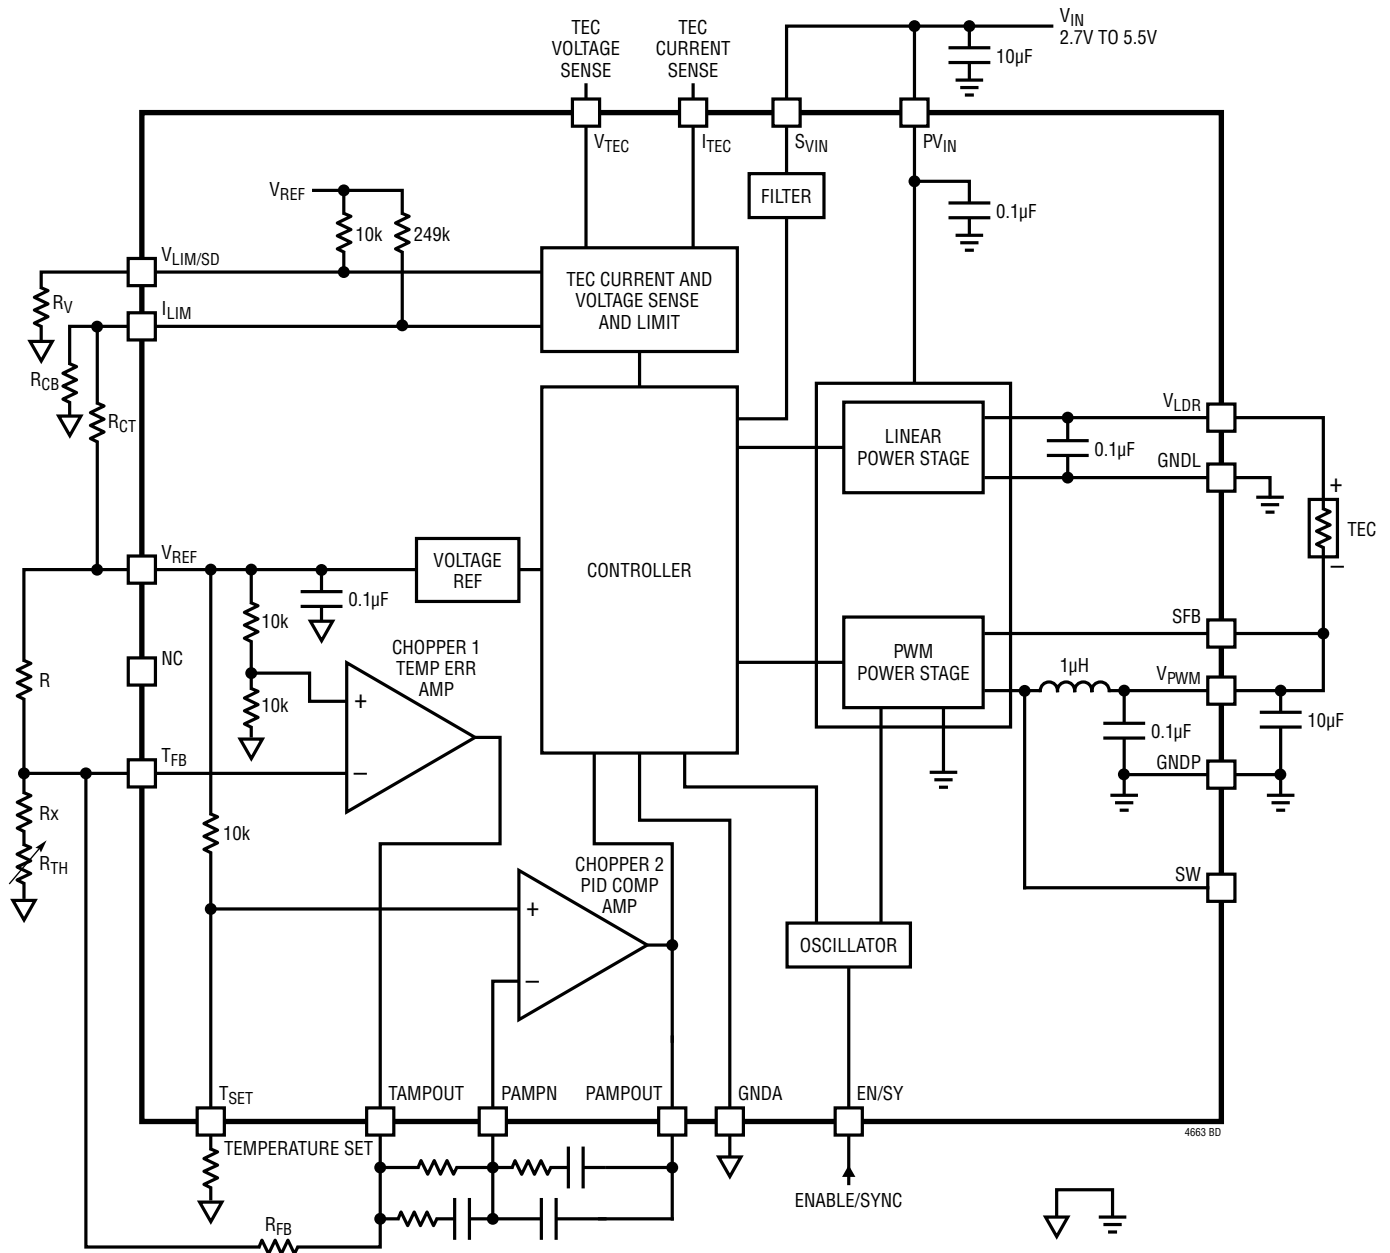 TEC
VOLTAGE
SENSE
TEC
CURRENT
SENSE
VIN
2.7V TO 5.5V
10µF
VTEC
ITEC
SVIN
PVIN
VREF
FILTER
0.1µF
10k
249k
VLIM/SD
TEC CURRENT AND
VOLTAGE SENSE
AND LIMIT
RV
ILIM
RCB
RCT
VLDR
LINEAR
POWER STAGE
0.1µF
GNDL
+
TEC
–
VREF
VOLTAGE
REF
CONTROLLER
0.1µF
10k
SFB
CHOPPER 1
TEMP ERR
AMP
PWM
POWER STAGE
1µH
VPWM
NC
R
10k
+
10µF
0.1µF
TFB
–
GNDP
Rx
10k
RTH
CHOPPER 2
PID COMP
AMP
SW
+
OSCILLATOR
–
TSET
TAMPOUT
PAMPN
PAMPOUT
GNDA
EN/SY
4663 BD
TEMPERATURE SET
ENABLE/SYNC
RFB